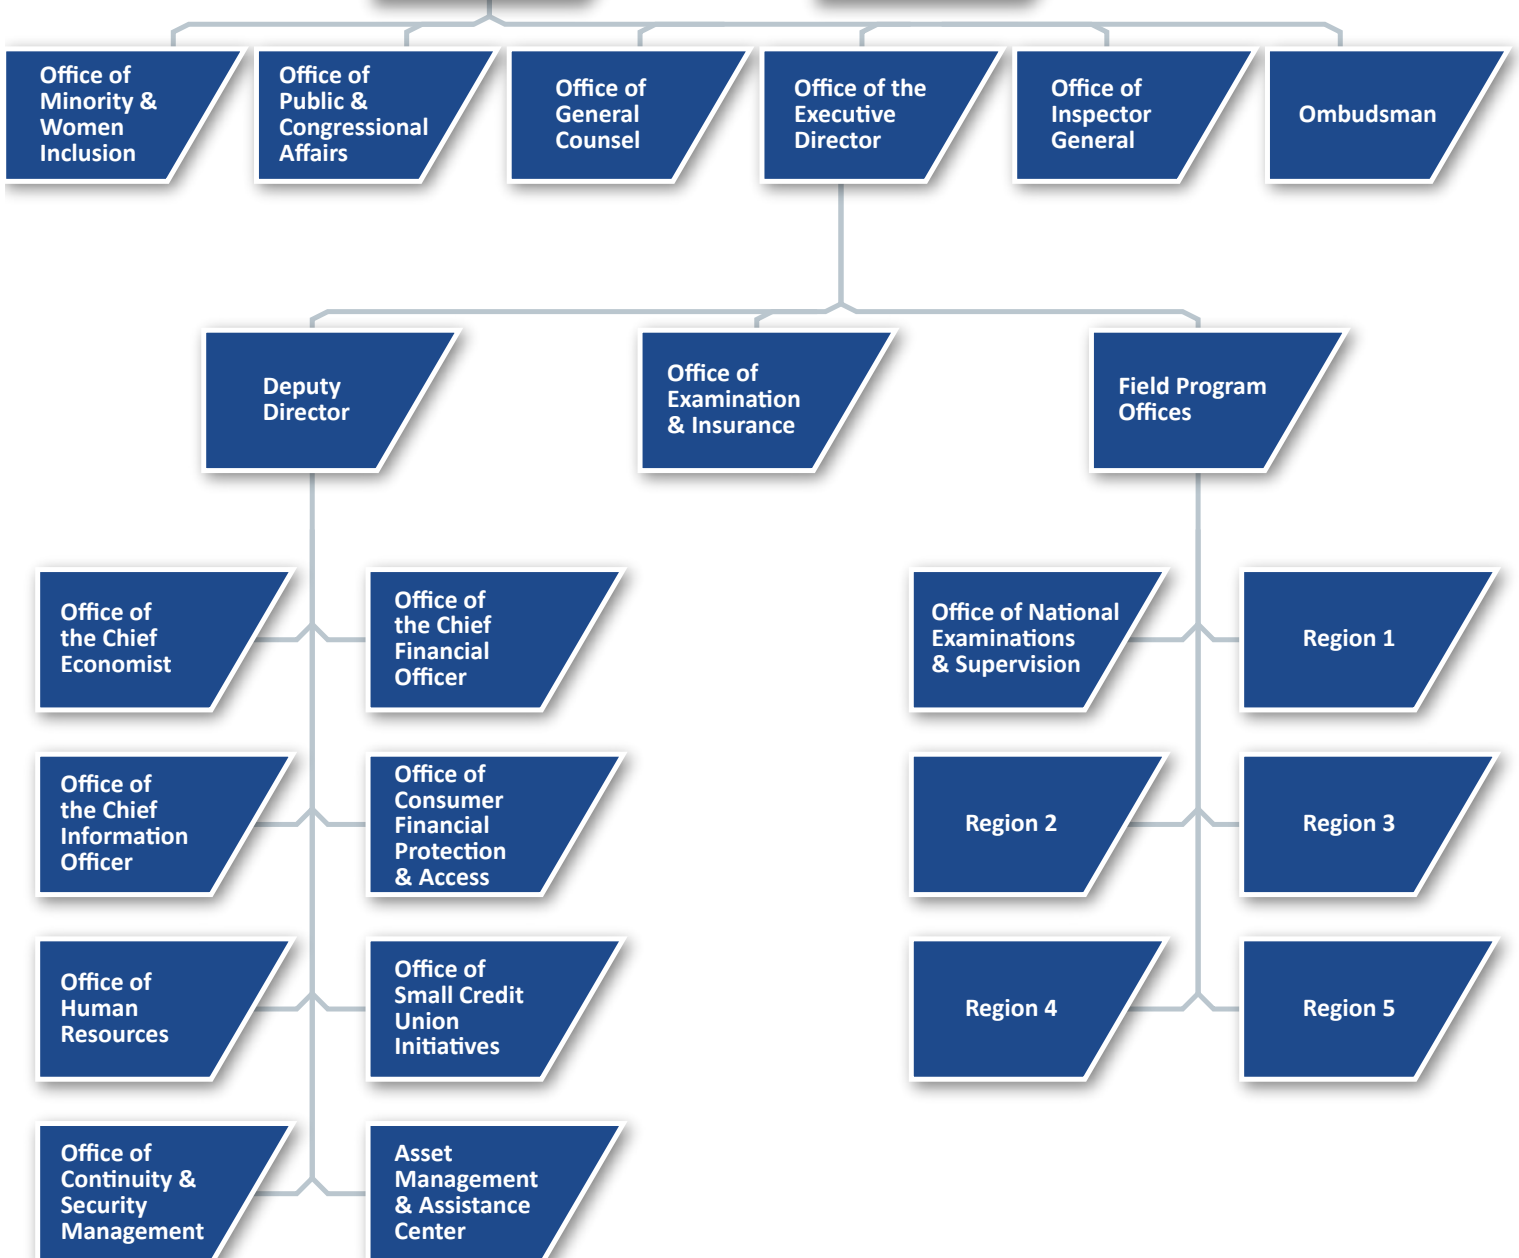 Office of
Minority &
Women
Inclusion
Office of
Public &
Congressional
Affairs
Office of
General
Counsel
Office of the
Executive
Director
Office of
Inspector
General
Ombudsman
Deputy
Director
Office of
Examination
& Insurance
Field Program
Offices
Office of
the Chief
Economist
Office of
the Chief
Financial
Officer
Office of National
Examinations
& Supervision
Region 1
Office of
the Chief
Information
Officer
Office of
Consumer
Financial
Protection
& Access
Region 2
Region 3
Office of
Human
Resources
Office of
Small Credit
Union
Initiatives
Region 4
Region 5
Office of
Continuity &
Security
Management
Asset
Management
& Assistance
Center